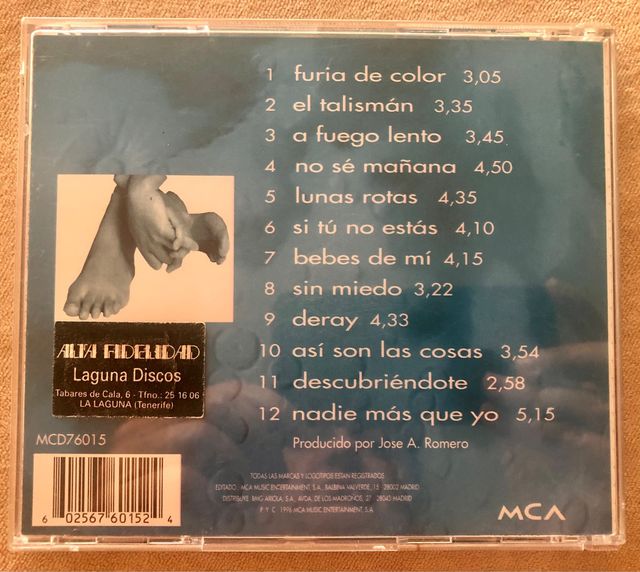 1 furia de color 3,05
2 el talismán 3,35
3 a fuego lento 3,45
4 no sé mañana 4,50
5 lunas rotas 4,35
6 si tú no estás 4,10
7 bebes de mí 4,15
8 sin miedo 3,22
9 deray 4,33
10 así son las cosas 3,54
11 descubriéndote 2,58
12 nadie más que yo 5,15
Producido por Jose A. Romero
ALTA FIDELIDAD
Laguna Discos
Tabares de Cala, 6 - Tfno.: 25 16 06
LA LAGUNA (Tenerife)
MCD76015
6 02567 60152 4
TODAS LAS MARCAS Y LOGOTIPOS ESTAN REGISTRADOS
EDITADO: MCA MUSIC ENTERTAINMENT, S.A., BALBINA VALVERDE, 15 28002 MADRID
DISTRIBUYE: BMG ARIOLA, S.A., AVDA. DE LOS MADROÑOS, 27 28043 MADRID
P Y C 1996 MCA MUSIC ENTERTAINMENT, S.A.
MCA